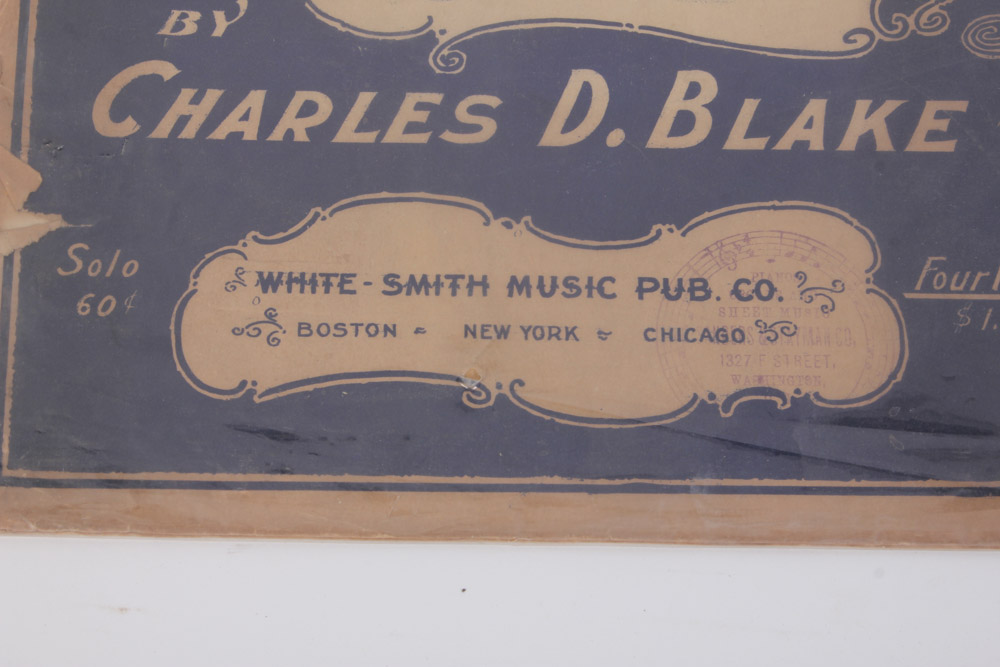 BY
CHARLES D. BLAKE
Solo
60¢
WHITE-SMITH MUSIC PUB. CO.
BOSTON NEW YORK CHICAGO
$1.
SHEET MUSIC
1327 F STREET,
WASHINGTON,